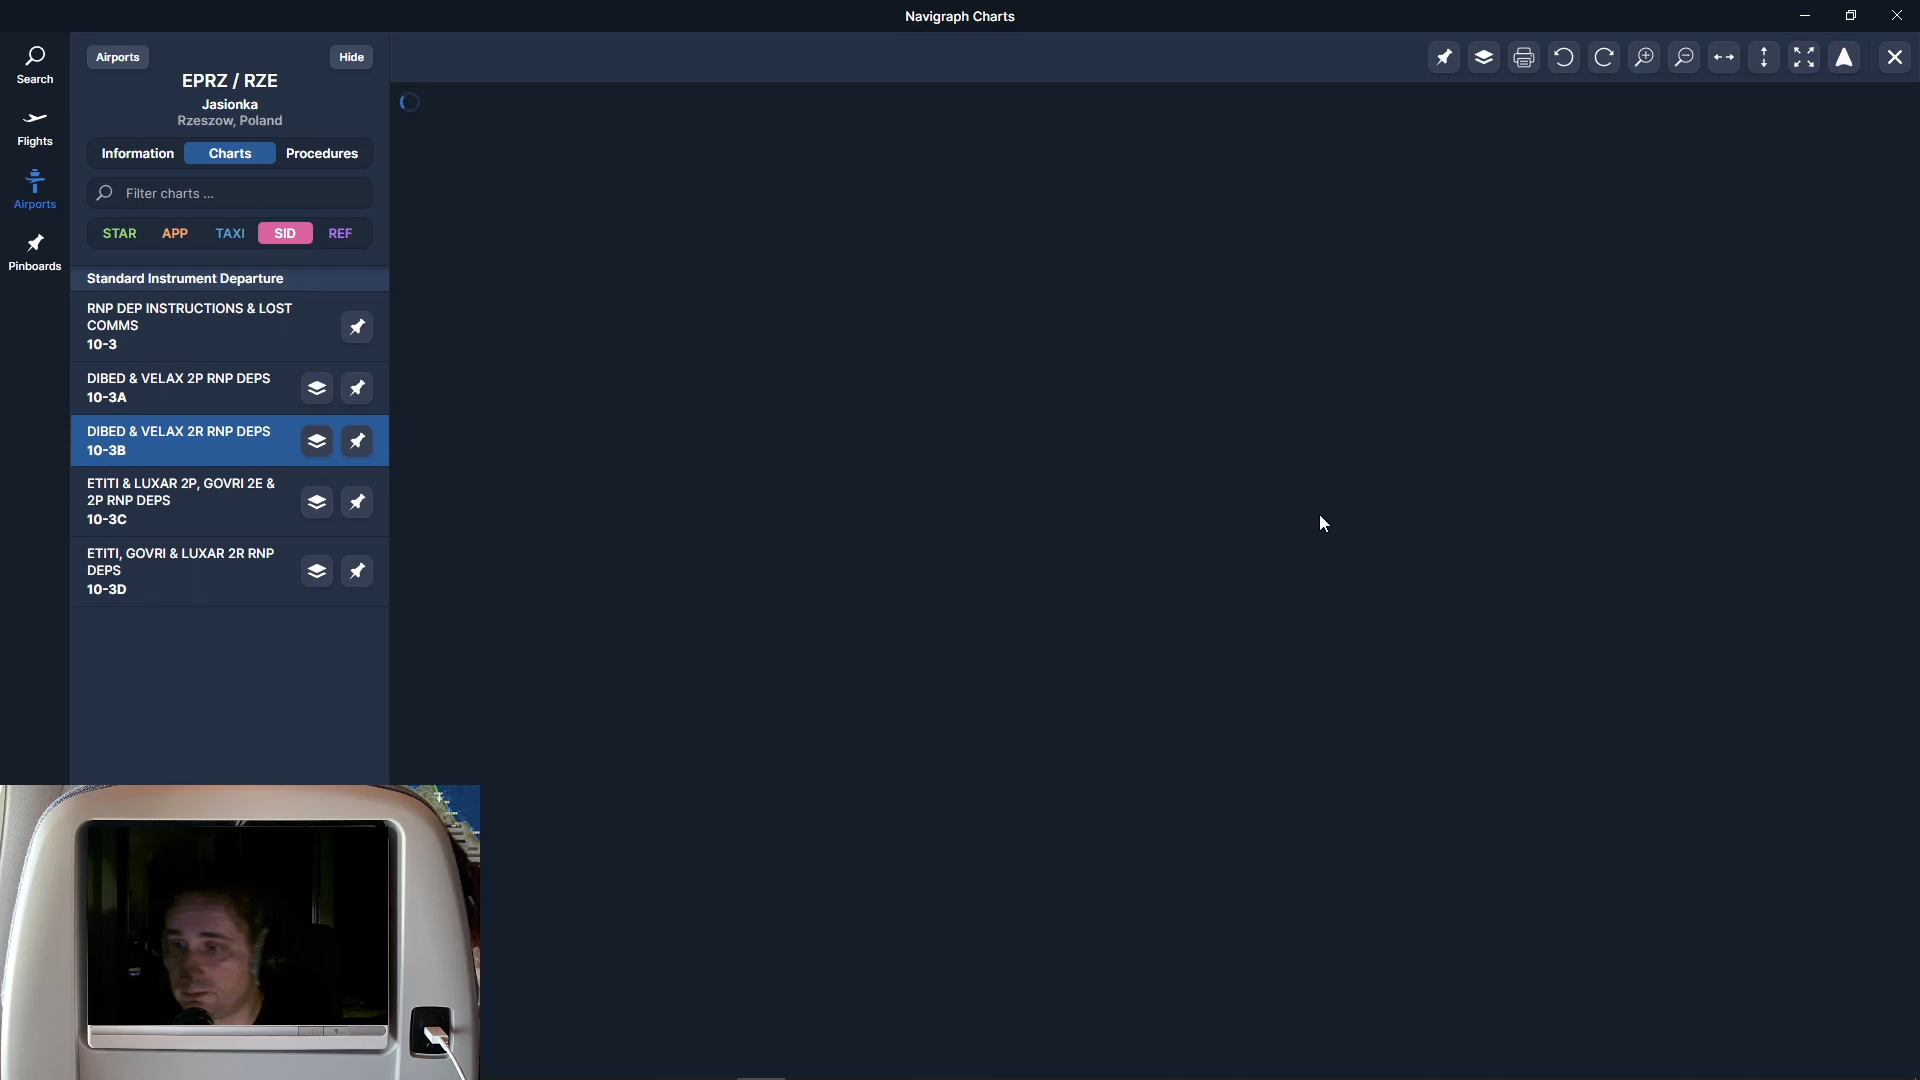 Navigraph Charts
Search
Flights
Airports
Pinboards
Airports
Hide
EPRZ / RZE
Jasionka
Rzeszow, Poland
Information
Charts
Procedures
Filter charts ...
STAR
APP
TAXI
SID
REF
Standard Instrument Departure
RNP DEP INSTRUCTIONS & LOST
COMMS
10-3
DIBED & VELAX 2P RNP DEPS
10-3A
DIBED & VELAX 2R RNP DEPS
10-3B
ETITI & LUXAR 2P, GOVRI 2E &
2P RNP DEPS
10-3C
ETITI, GOVRI & LUXAR 2R RNP
DEPS
10-3D